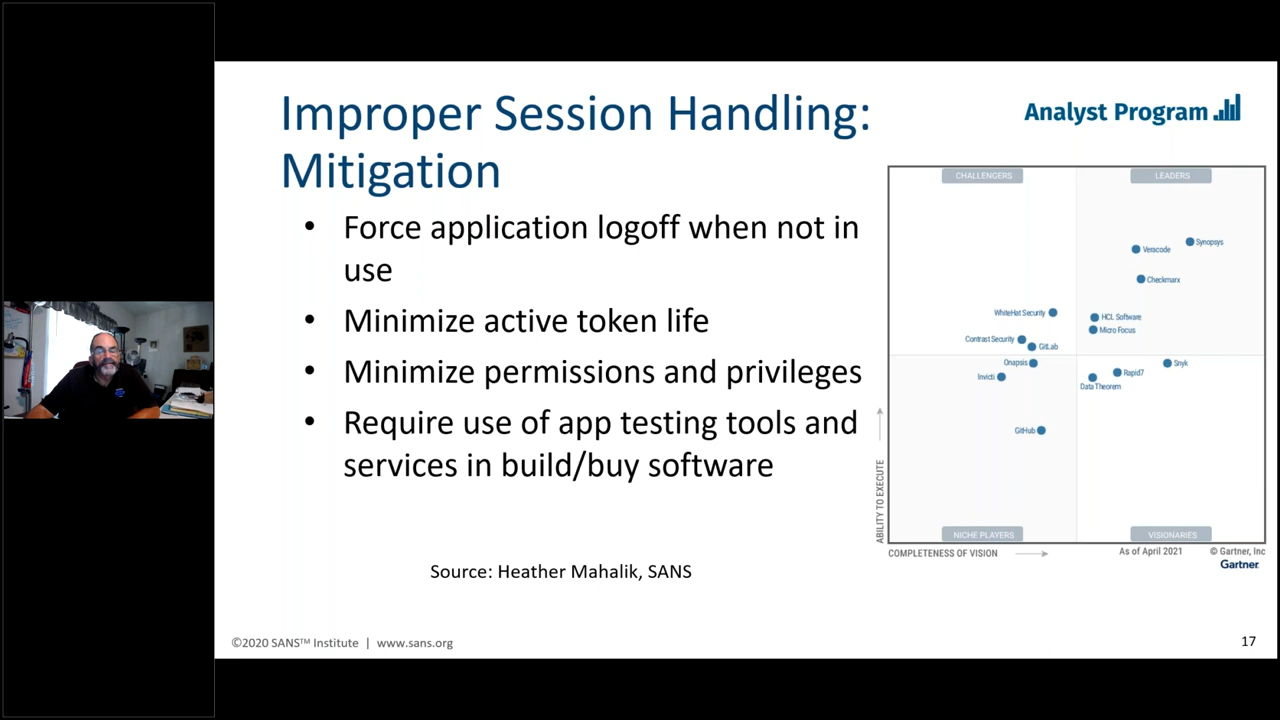 Improper Session Handling:
Mitigation
Analyst Program
• Force application logoff when not in
use
• Minimize active token life
• Minimize permissions and privileges
• Require use of app testing tools and
services in build/buy software
Source: Heather Mahalik, SANS
CHALLENGERS
LEADERS
Synopsys
Veracode
Checkmarx
WhiteHat Security
HCL Software
Micro Focus
Contrast Security
GitLab
Onapsis
Snyk
Invicti
Rapid7
Data Theorem
GitHub
ABILITY TO EXECUTE
NICHE PLAYERS
VISIONARIES
COMPLETENESS OF VISION
As of April 2021
© Gartner, Inc
Gartner
©2020 SANS™ Institute | www.sans.org
17